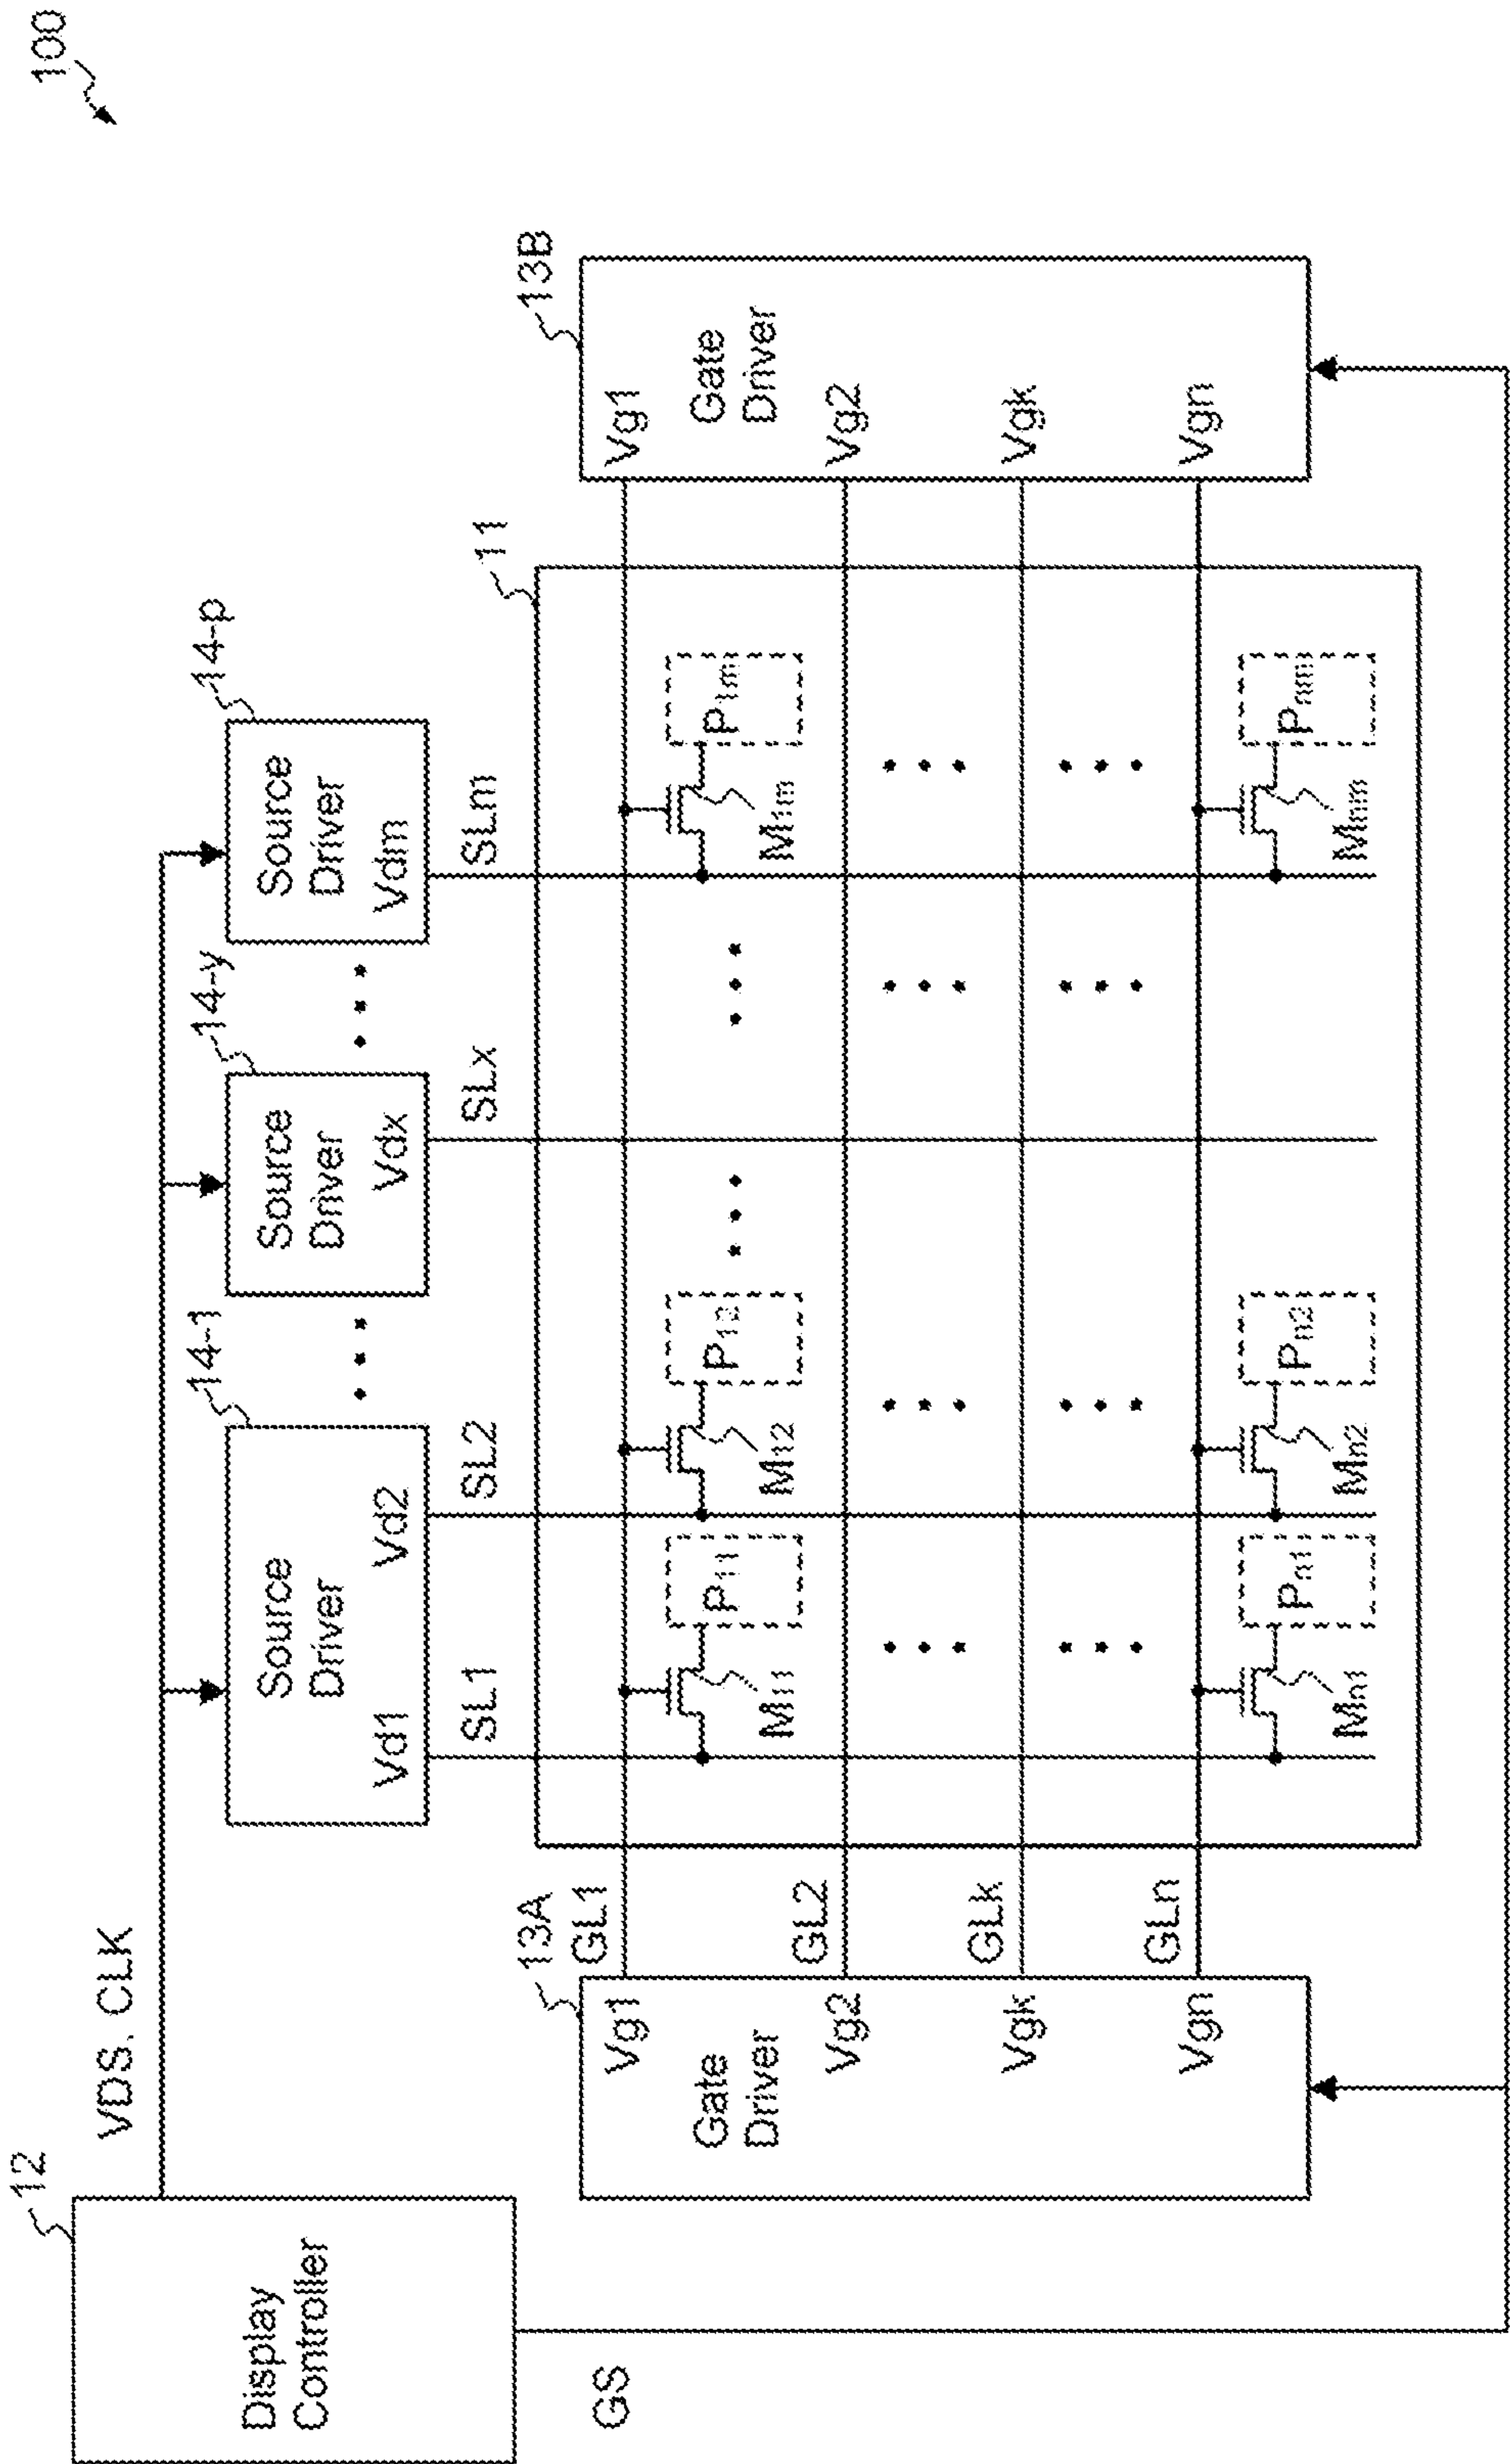 100
12
Display
Controller
VDS. CLK
GS
14-1
Source
Driver
Vd1
Vd2
14-y
Source
Driver
Vdx
14-p
Source
Driver
Vdm
SL1
SL2
SLx
SLm
11
13A
Gate
Driver
Vg1
Vg2
Vgk
Vgn
GL1
GL2
GLk
GLn
13B
Gate
Driver
Vg1
Vg2
Vgk
Vgn
P11
M11
P12
M12
P1m
M1m
Pn1
Mn1
Pn2
Mn2
Pnm
Mnm